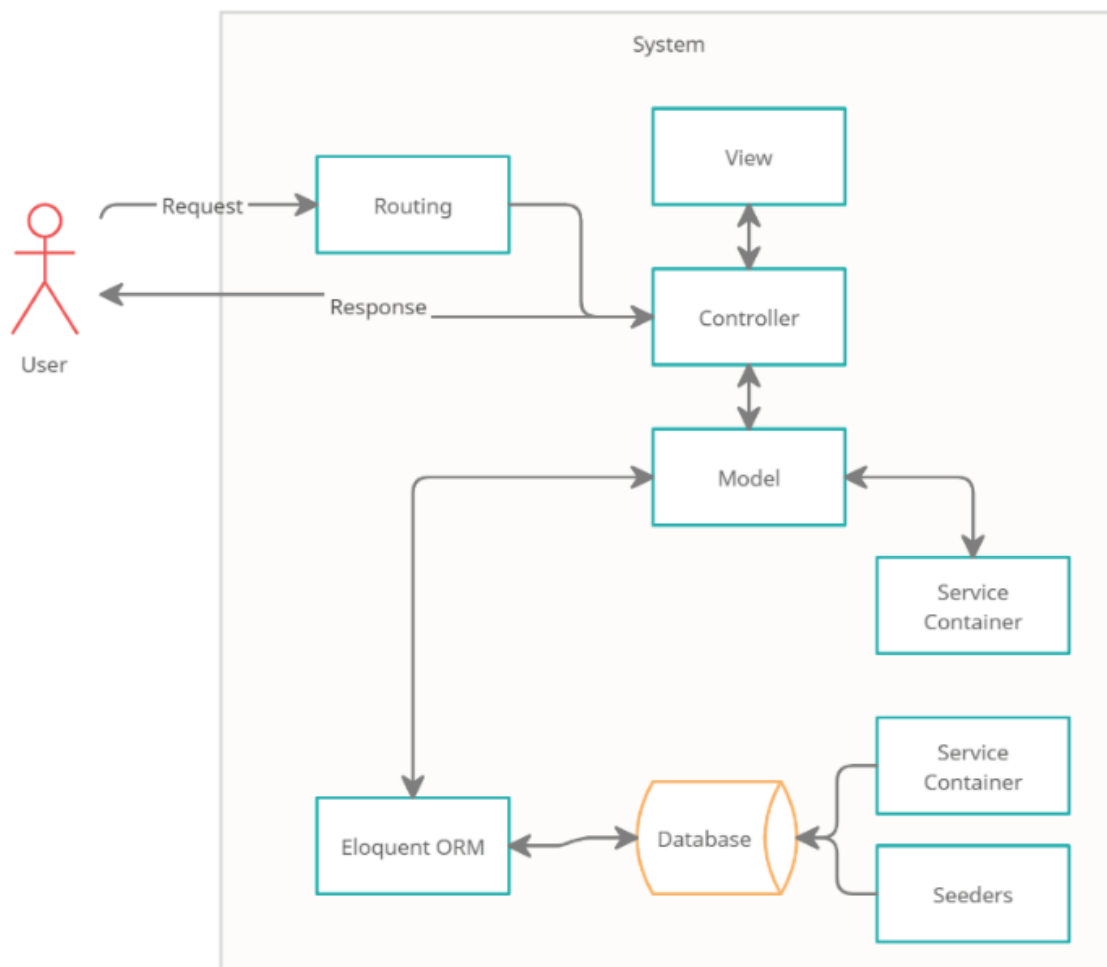 System
View
Request
Routing
Response
Controller
User
Model
Service
Container
Service
Container
Eloquent ORM
Database
Seeders